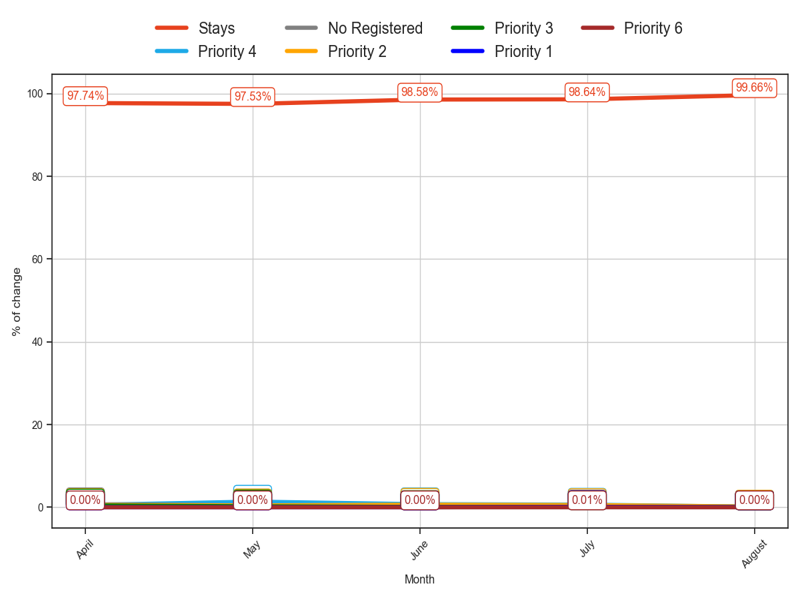 Stays No Registered Priority 3 Priority 6
Priority 4 Priority 2 Priority 1
100
80
60
40
20
0
% of change
97.74% 97.53% 98.58% 98.64% 99.66%
0.00% 0.00% 0.00% 0.01% 0.00%
April May June July August
Month